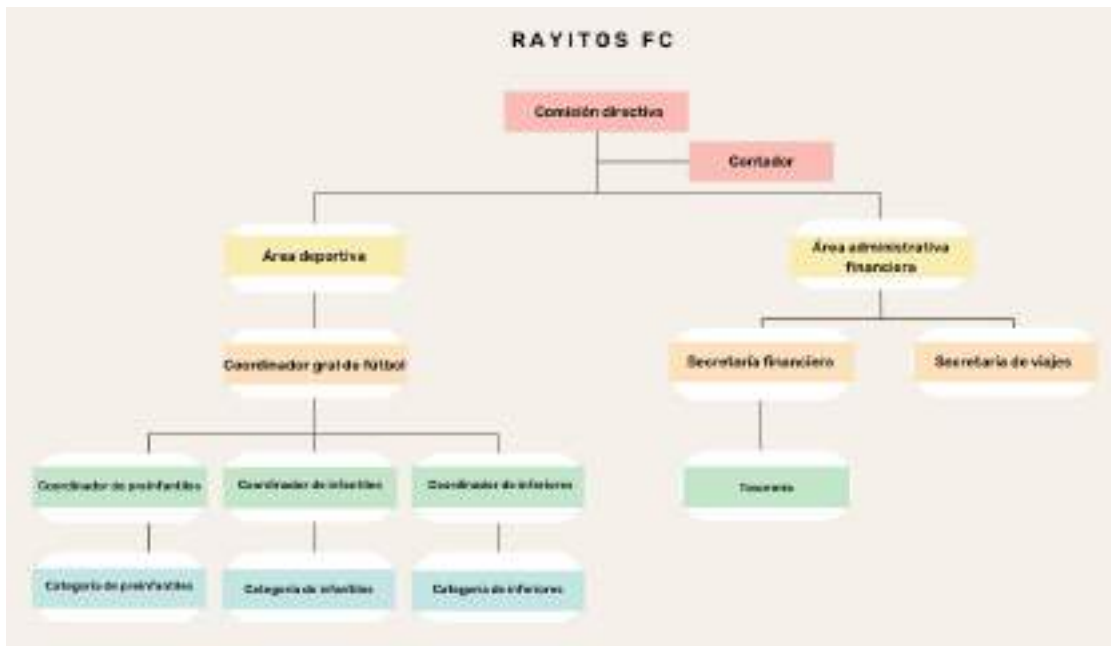 RAYITOS FC
Comisión directiva
Contador
Área deportiva
Área administrativa
financiera
Coordinador gral de fútbol
Secretaría financiera
Secretaria de viajes
Coordinador de preinfantiles
Coordinador de infantiles
Coordinador de inferiores
Categoría de preinfantiles
Categoría de infantiles
Categoría de inferiores